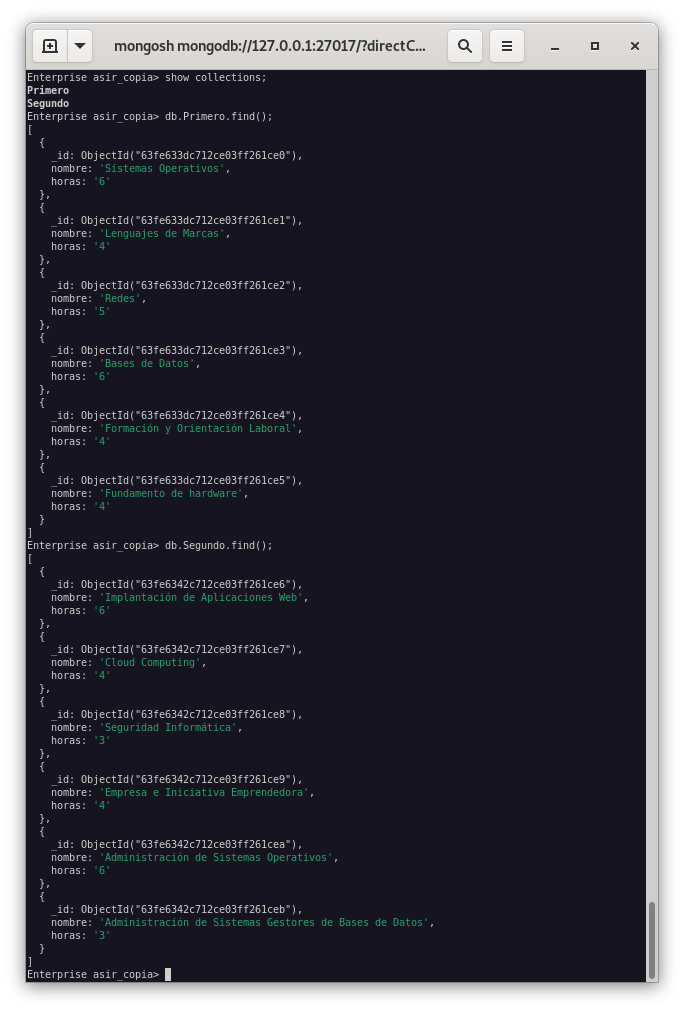 mongosh mongodb://127.0.0.1:27017/?directC...
Enterprise asir_copia> show collections;
Primero
Segundo
Enterprise asir_copia> db.Primero.find();
[
  {
    _id: ObjectId("63fe633dc712ce03ff261ce0"),
    nombre: 'Sistemas Operativos',
    horas: '6'
  },
  {
    _id: ObjectId("63fe633dc712ce03ff261ce1"),
    nombre: 'Lenguajes de Marcas',
    horas: '4'
  },
  {
    _id: ObjectId("63fe633dc712ce03ff261ce2"),
    nombre: 'Redes',
    horas: '5'
  },
  {
    _id: ObjectId("63fe633dc712ce03ff261ce3"),
    nombre: 'Bases de Datos',
    horas: '6'
  },
  {
    _id: ObjectId("63fe633dc712ce03ff261ce4"),
    nombre: 'Formación y Orientación Laboral',
    horas: '4'
  },
  {
    _id: ObjectId("63fe633dc712ce03ff261ce5"),
    nombre: 'Fundamento de hardware',
    horas: '4'
  }
]
Enterprise asir_copia> db.Segundo.find();
[
  {
    _id: ObjectId("63fe6342c712ce03ff261ce6"),
    nombre: 'Implantación de Aplicaciones Web',
    horas: '6'
  },
  {
    _id: ObjectId("63fe6342c712ce03ff261ce7"),
    nombre: 'Cloud Computing',
    horas: '4'
  },
  {
    _id: ObjectId("63fe6342c712ce03ff261ce8"),
    nombre: 'Seguridad Informática',
    horas: '3'
  },
  {
    _id: ObjectId("63fe6342c712ce03ff261ce9"),
    nombre: 'Empresa e Iniciativa Emprendedora',
    horas: '4'
  },
  {
    _id: ObjectId("63fe6342c712ce03ff261cea"),
    nombre: 'Administración de Sistemas Operativos',
    horas: '6'
  },
  {
    _id: ObjectId("63fe6342c712ce03ff261ceb"),
    nombre: 'Administración de Sistemas Gestores de Bases de Datos',
    horas: '3'
  }
]
Enterprise asir_copia>